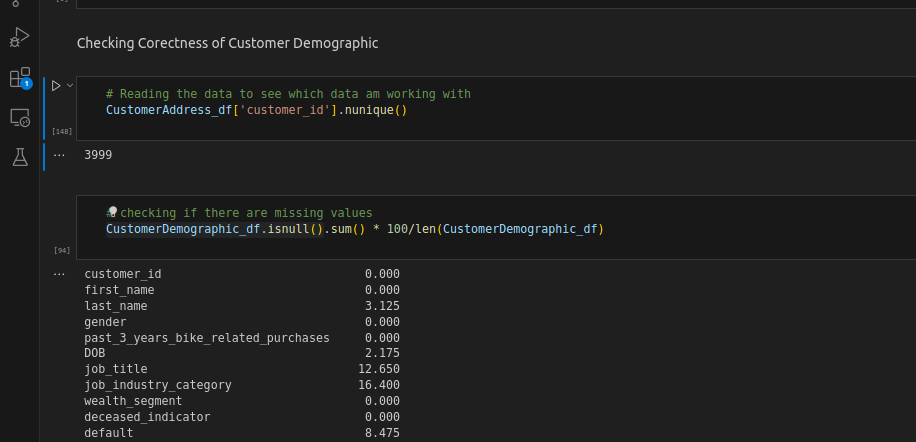 Checking Corectness of Customer Demographic
# Reading the data to see which data am working with
CustomerAddress_df['customer_id'].nunique()
[148]
1
... 3999
# checking if there are missing values
CustomerDemographic_df.isnull().sum() * 100/len(CustomerDemographic_df)
[94]
... customer_id 0.000
first_name 0.000
last_name 3.125
gender 0.000
past_3_years_bike_related_purchases 0.000
DOB 2.175
job_title 12.650
job_industry_category 16.400
wealth_segment 0.000
deceased_indicator 0.000
default 8.475